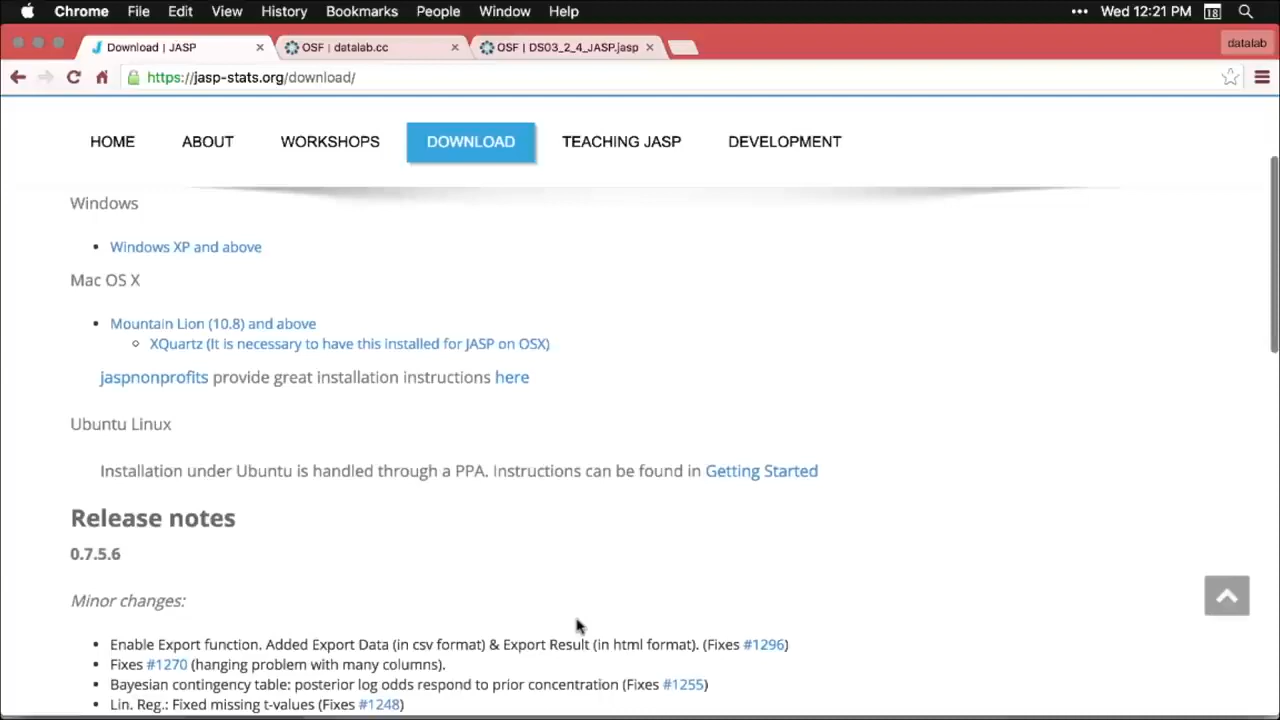 Chrome File Edit View History Bookmarks People Window Help ••• Wed 12:21 PM 18
Download | JASP OSF | datalab.cc OSF | DS03_2_4_JASP.jasp datalab
https://jasp-stats.org/download/
HOME ABOUT WORKSHOPS DOWNLOAD TEACHING JASP DEVELOPMENT
Windows
• Windows XP and above
Mac OS X
• Mountain Lion (10.8) and above
XQuartz (It is necessary to have this installed for JASP on OSX)
jaspnonprofits provide great installation instructions here
Ubuntu Linux
Installation under Ubuntu is handled through a PPA. Instructions can be found in Getting Started
Release notes
0.7.5.6
Minor changes:
• Enable Export function. Added Export Data (in csv format) & Export Result (in html format). (Fixes #1296)
• Fixes #1270 (hanging problem with many columns).
• Bayesian contingency table: posterior log odds respond to prior concentration (Fixes #1255)
• Lin. Reg.: Fixed missing t-values (Fixes #1248)